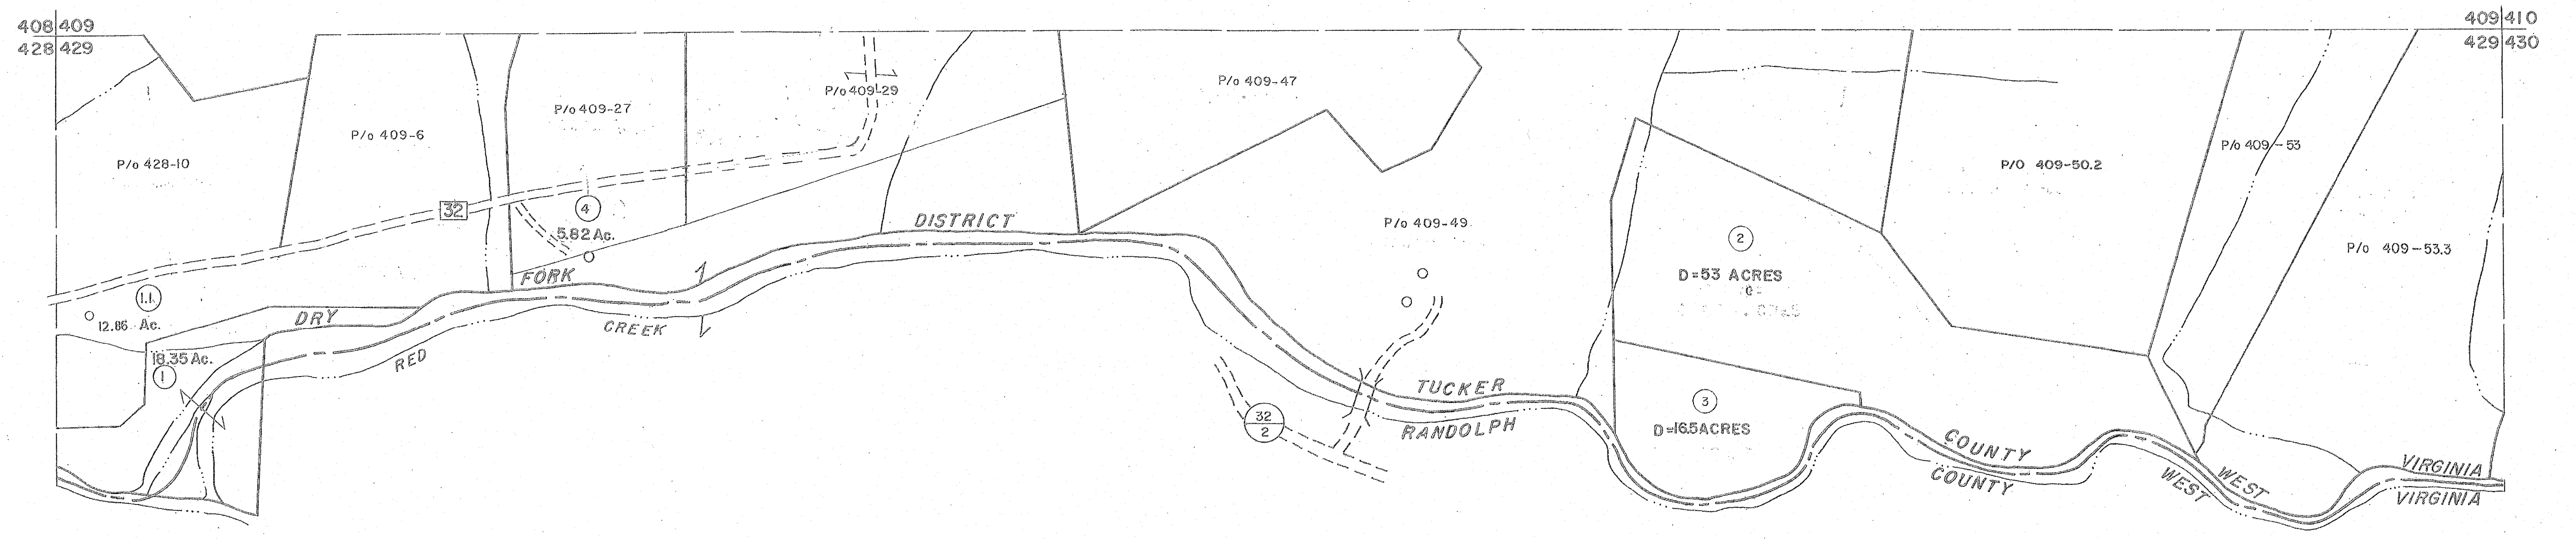 408 409
428 429
409 410
429 430
P/o 428-10
P/o 409-6
P/o 409-27
P/o 409-29
P/o 409-47
P/o 409-49
P/O 409-50.2
P/o 409-53
P/o 409-53.3
32
4
5.82 Ac.
1.1
12.86 Ac.
18.35 Ac.
1
2
D=53 ACRES
3
D=16.5 ACRES
32
2
DRY FORK DISTRICT
RED CREEK
TUCKER COUNTY WEST VIRGINIA
RANDOLPH COUNTY WEST VIRGINIA